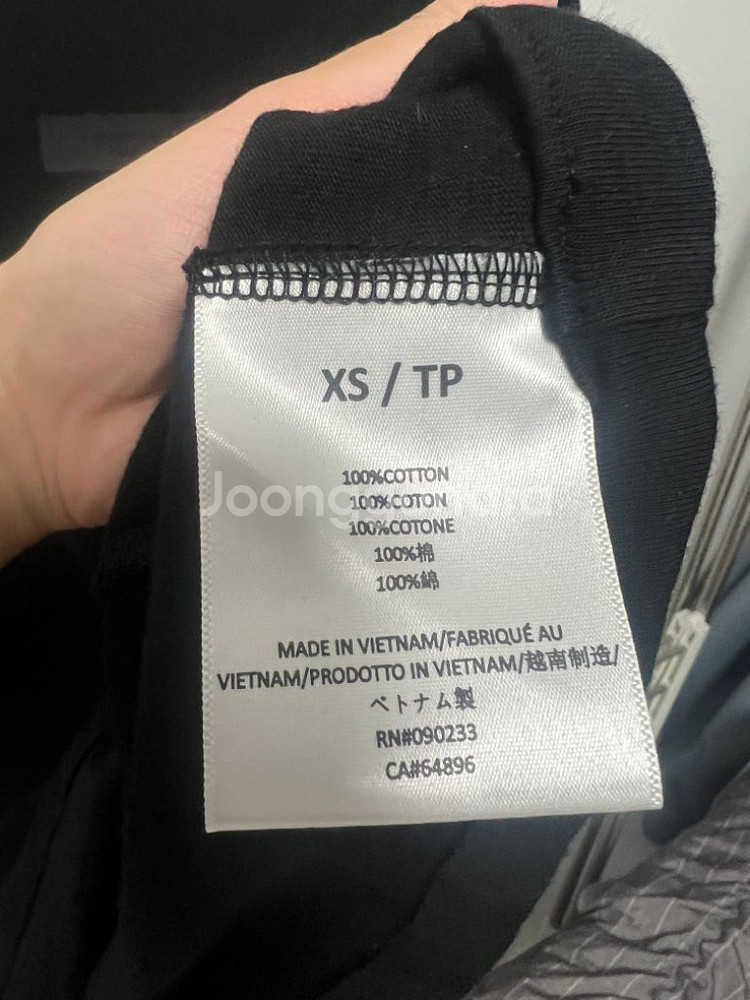 XS / TP
100%COTTON
100%COTON
100%COTONE
100%棉
100%綿
MADE IN VIETNAM/FABRIQUÉ AU
VIETNAM/PRODOTTO IN VIETNAM/越南制造/
ベトナム製
RN#090233
CA#64896